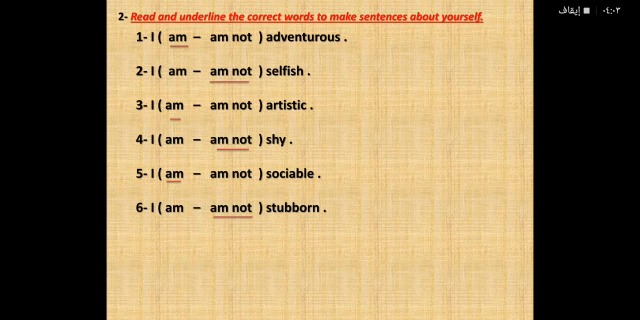 2- Read and underline the correct words to make sentences about yourself.
إيقاف ٠٤:٠٣
1- I ( am – am not ) adventurous .
2- I ( am – am not ) selfish .
3- I ( am – am not ) artistic .
4- I ( am – am not ) shy .
5- I ( am – am not ) sociable .
6- I ( am – am not ) stubborn .